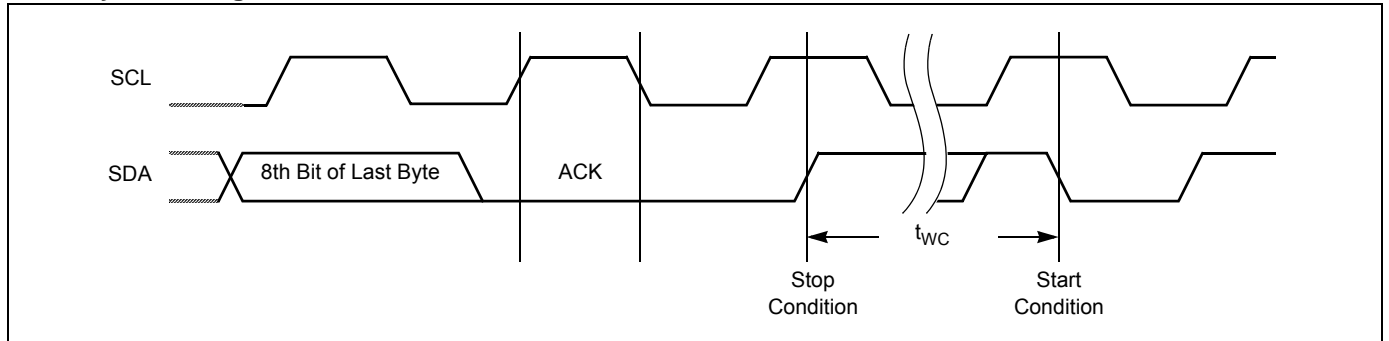 SCL
SDA
8th Bit of Last Byte
ACK
tWC
Stop
Condition
Start
Condition